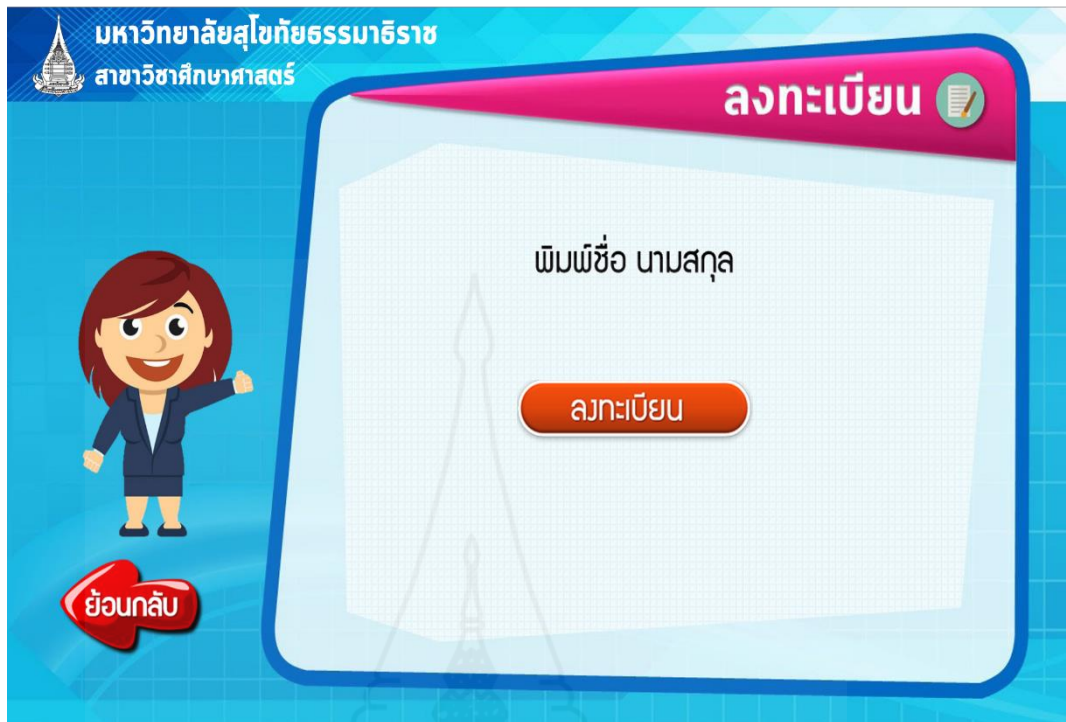 มหาวิทยาลัยสุโขทัยธรรมาธิราช
สาขาวิชาศึกษาศาสตร์
ลงทะเบียน
พิมพ์ชื่อ นามสกุล
ลงทะเบียน
ย้อนกลับ